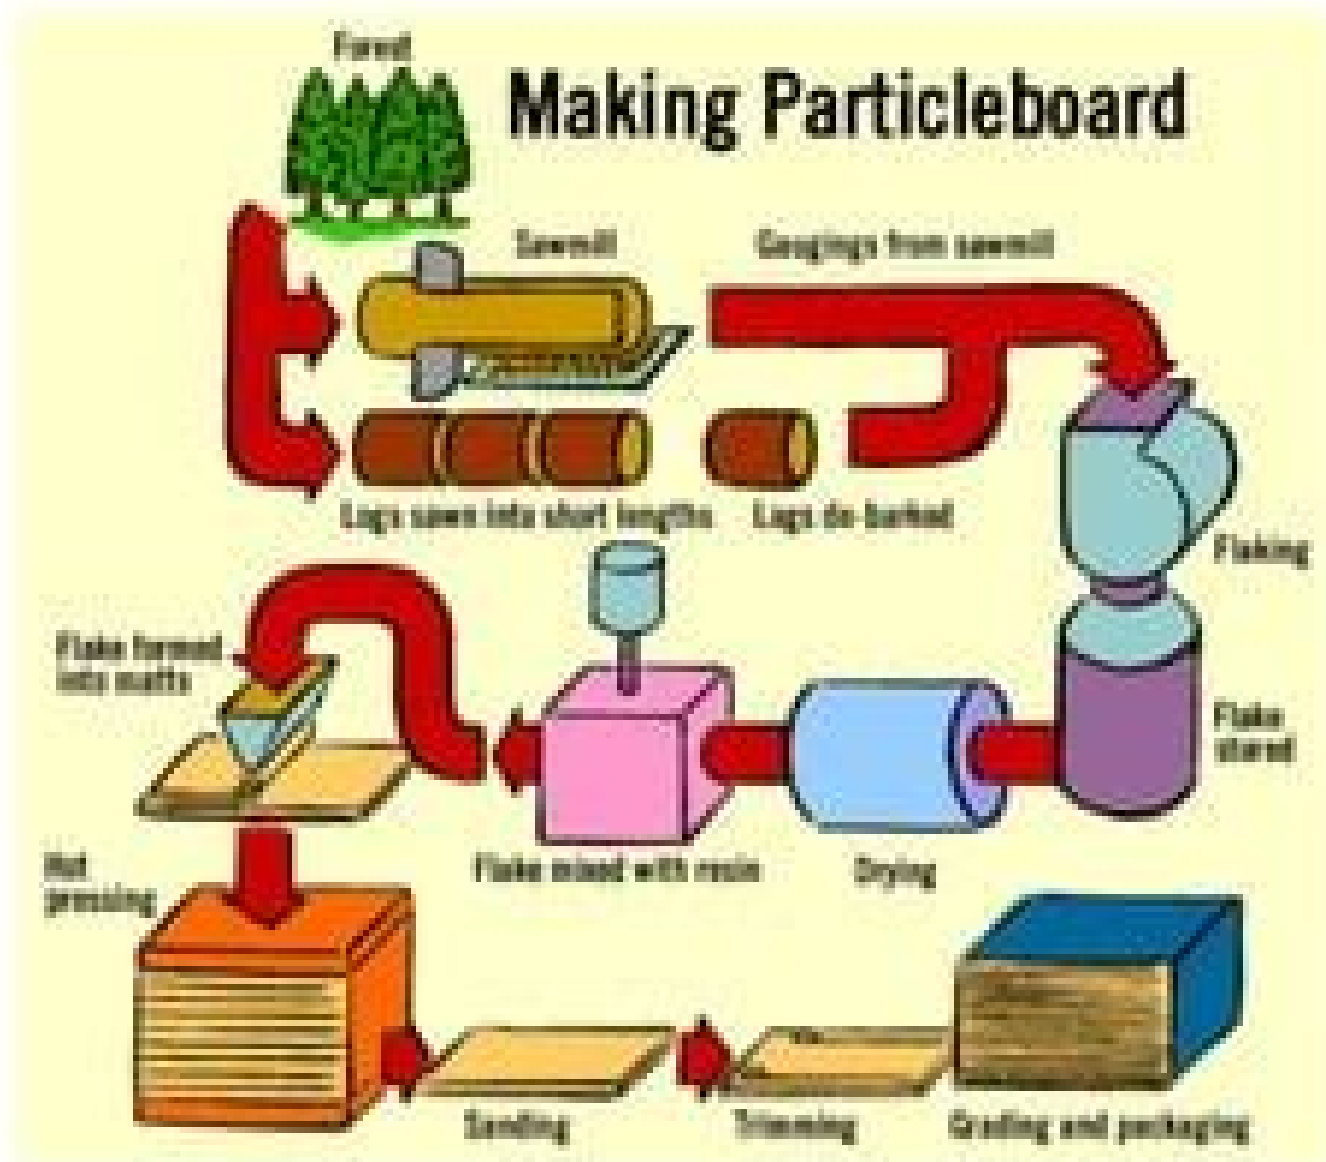 Forest
Making Particleboard
Sawmill
Gougings from sawmill
Logs sawn into short lengths
Logs de-barked
Flaking
Flake formed
into matts
Flake
stored
Flake mixed with resin
Drying
Hot
pressing
Sanding
Trimming
Grading and packaging